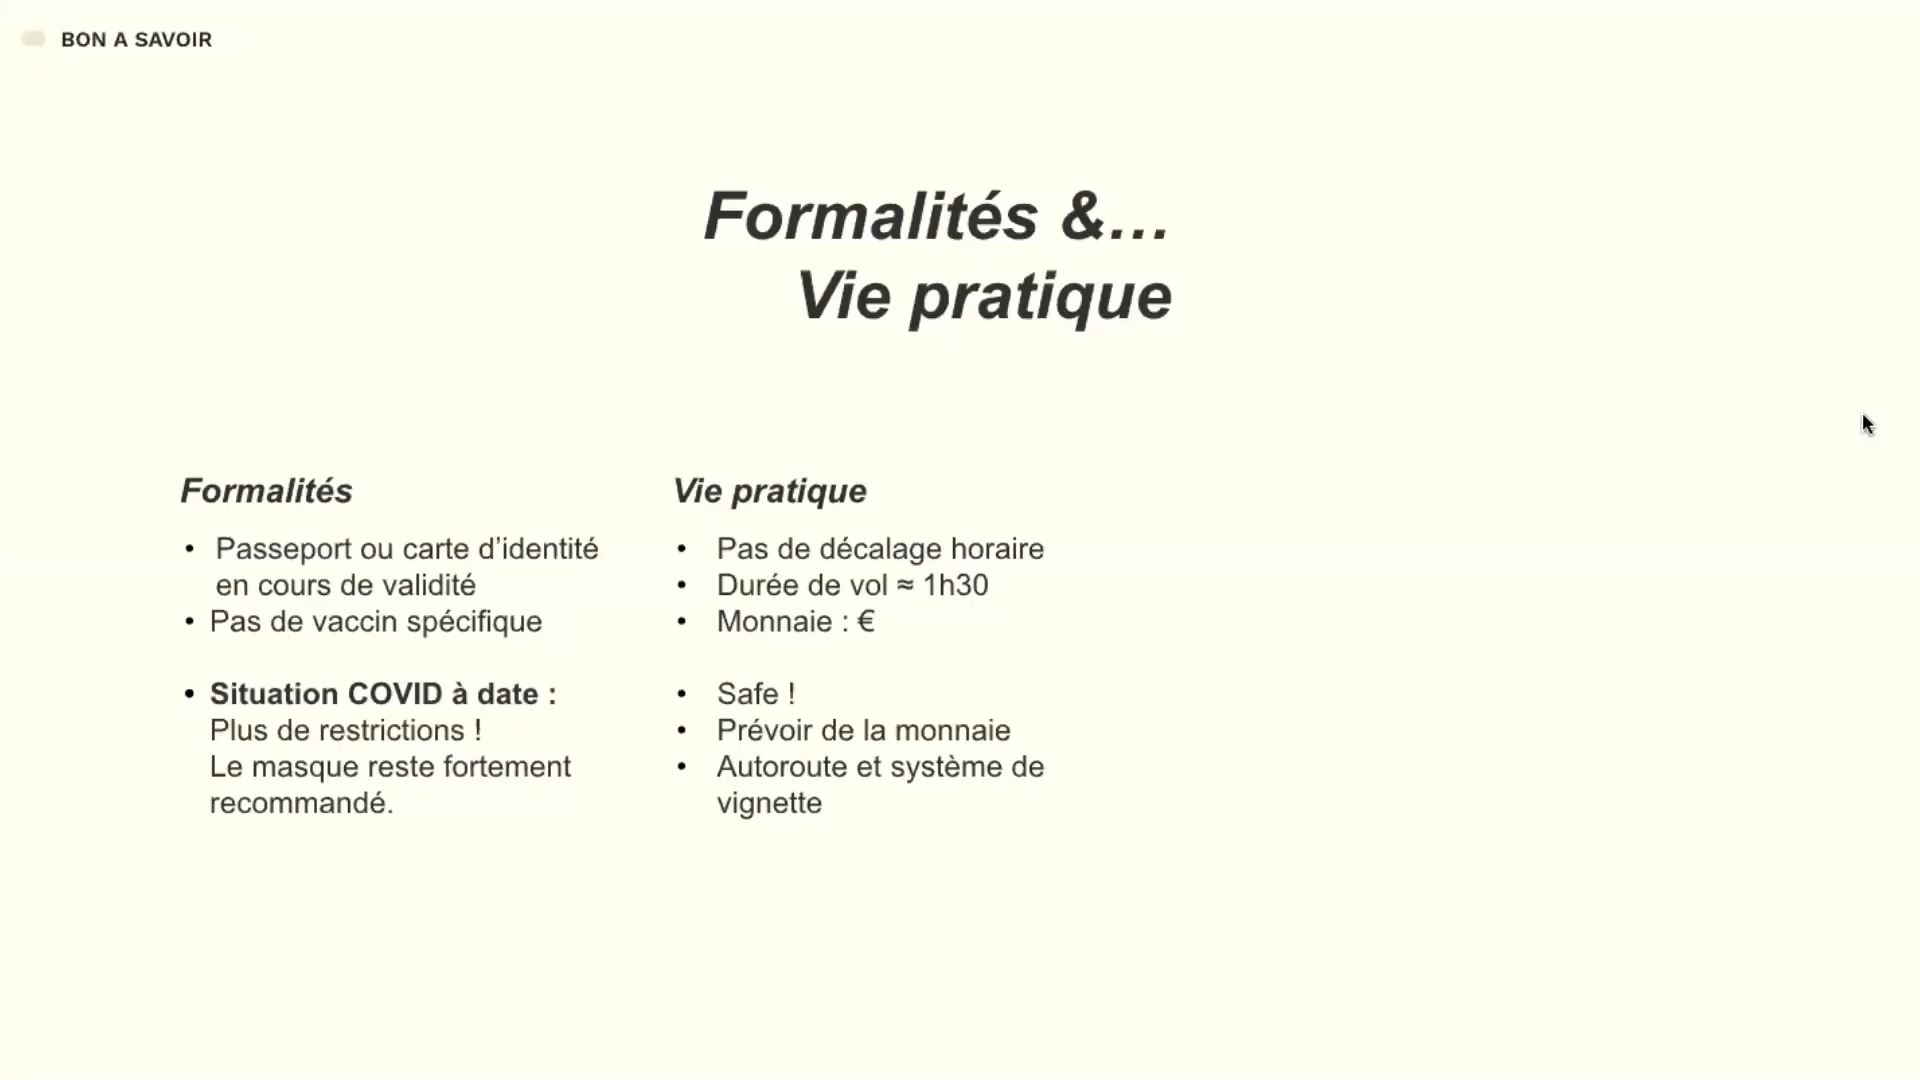 BON A SAVOIR
Formalités &...
Vie pratique
Formalités
• Passeport ou carte d’identité
en cours de validité
• Pas de vaccin spécifique
• Situation COVID à date :
Plus de restrictions !
Le masque reste fortement
recommandé.
Vie pratique
• Pas de décalage horaire
• Durée de vol ≈ 1h30
• Monnaie : €
• Safe !
• Prévoir de la monnaie
• Autoroute et système de
vignette